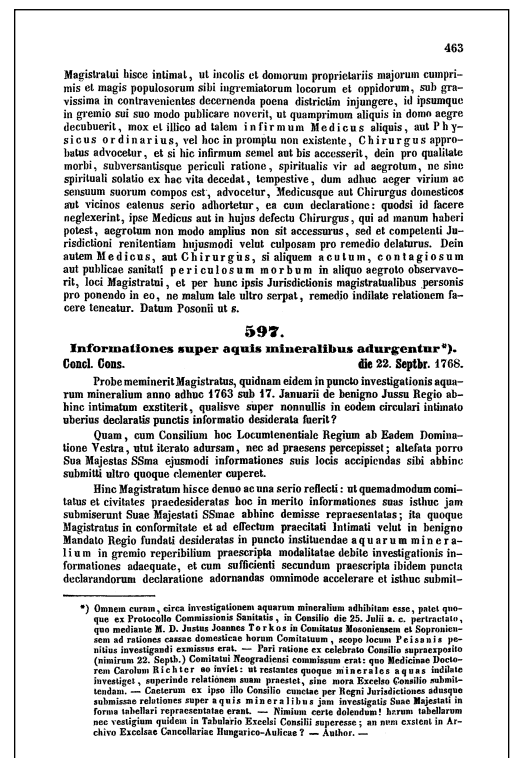 463
Magistratui hisce intimat, ut incolis et domorum proprietariis majorum cumpri-
mis et magis populosorum sibi ingremiatorum locorum et oppidorum, sub gra-
vissima in contravenientes decernenda poena districtim injungere, id ipsumque
in gremio sui suo modo publicare noverit, ut quamprimum aliquis in domo aegre
decubuerit, mox et illico ad talem infirmum Medicus aliquis, aut Phy-
sicus ordinarius, vel hoc in promptu non existente, Chirurgus appro-
batus advocetur, et si hic infirmum semel aut bis accesserit, dein pro qualitate
morbi, subversantisque periculi ratione, spiritualis vir ad aegrotum, ne sine
spirituali solatio ex hac vita decedat, tempestive, dum adhuc aeger virium ac
sensuum suorum compos est, advocetur, Medicusque aut Chirurgus domesticos
aut vicinos eatenus serio adhortetur, ea cum declaratione: quodsi id facere
neglexerint, ipse Medicus aut in hujus defectu Chirurgus, qui ad manum haberi
potest, aegrotum non modo amplius non sit accessurus, sed et competenti Ju-
risdictioni renitentiam hujusmodi velut culposam pro remedio delaturus. Dein
autem Medicus, aut Chirurgus, si aliquem acutum, contagiosum
aut publicae sanitati periculosum morbum in aliquo aegroto observave-
rit, loci Magistratui, et per hunc ipsis Jurisdictionis magistratualibus personis
pro ponendo in eo, ne malum tale ultro serpat, remedio indilate relationem fa-
cere teneatur. Datum Posonii ut s.
597.
Informationes super aquis mineralibus adurgentur*).
Concl. Cons. die 22. Septbr. 1768.
Probe meminerit Magistratus, quidnam eidem in puncto investigationis aqua-
rum mineralium anno adhuc 1763 sub 17. Januarii de benigno Jussu Regio ab-
hinc intimatum exstiterit, qualisve super nonnullis in eodem circulari intimato
uberius declaratis punctis informatio desiderata fuerit?
Quam, cum Consilium hoc Locumtenentiale Regium ab Eadem Domina-
tione Vestra, utut iterato adursam, nec ad praesens percepisset; altefata porro
Sua Majestas SSma ejusmodi informationes suis locis accipiendas sibi abhinc
submitti ultro quoque clementer cuperet.
Hinc Magistratum hisce denuo ac una serio reflecti: ut quemadmodum comi-
tatus et civitates praedesideratas hoc in merito informationes suas isthuc jam
submiserunt Suae Majestati SSmae abhinc demisse repraesentatas; ita quoque
Magistratus in conformitate et ad effectum praecitati Intimati velut in benigno
Mandato Regio fundati desideratas in puncto instituendae aquarum minera-
lium in gremio reperibilium praescripta modalitatae debite investigationis in-
formationes adaequate, et cum sufficienti secundum praescripta ibidem puncta
declarandorum declaratione adornandas omnimode accelerare et isthuc submit-
*) Omnem curam, circa investigationem aquarum mineralium adhibitam esse, patet quo-
que ex Protocollo Commissionis Sanitatis, in Consilio die 25. Julii a. c. pertractato,
quo mediante M. D. Justus Joannes Torkos in Comitatus Mosoniensem et Sopronien-
sem ad rationes cassae domesticae horum Comitatuum, scopo locum Peisanis pe-
nitius investigandi exmissus erat. — Pari ratione ex celebrato Consilio supraexposito
(nimirum 22. Septb.) Comitatui Neogradiensi commissum erat: quo Medicinae Docto-
rem Carolum Richter eo inviet: ut restantes quoque minerales aquas indilate
investiget, superinde relationem suam praestet, sine mora Excelso Consilio submit-
tendam. — Caeterum ex ipso illo Consilio cunctae per Regni Jurisdictiones adusque
submissae relutiones super aquis mineralibus jam investigatis Suae Majestati in
forma tabellari repraesentatae erant. — Nimium certe dolendum! harum tabellarum
nec vestigium quidem in Tabulario Excelsi Consilii superesse; an nem exstent in Ar-
chivo Excelsae Cancellariae Hungarico-Aulicae? — Author. —